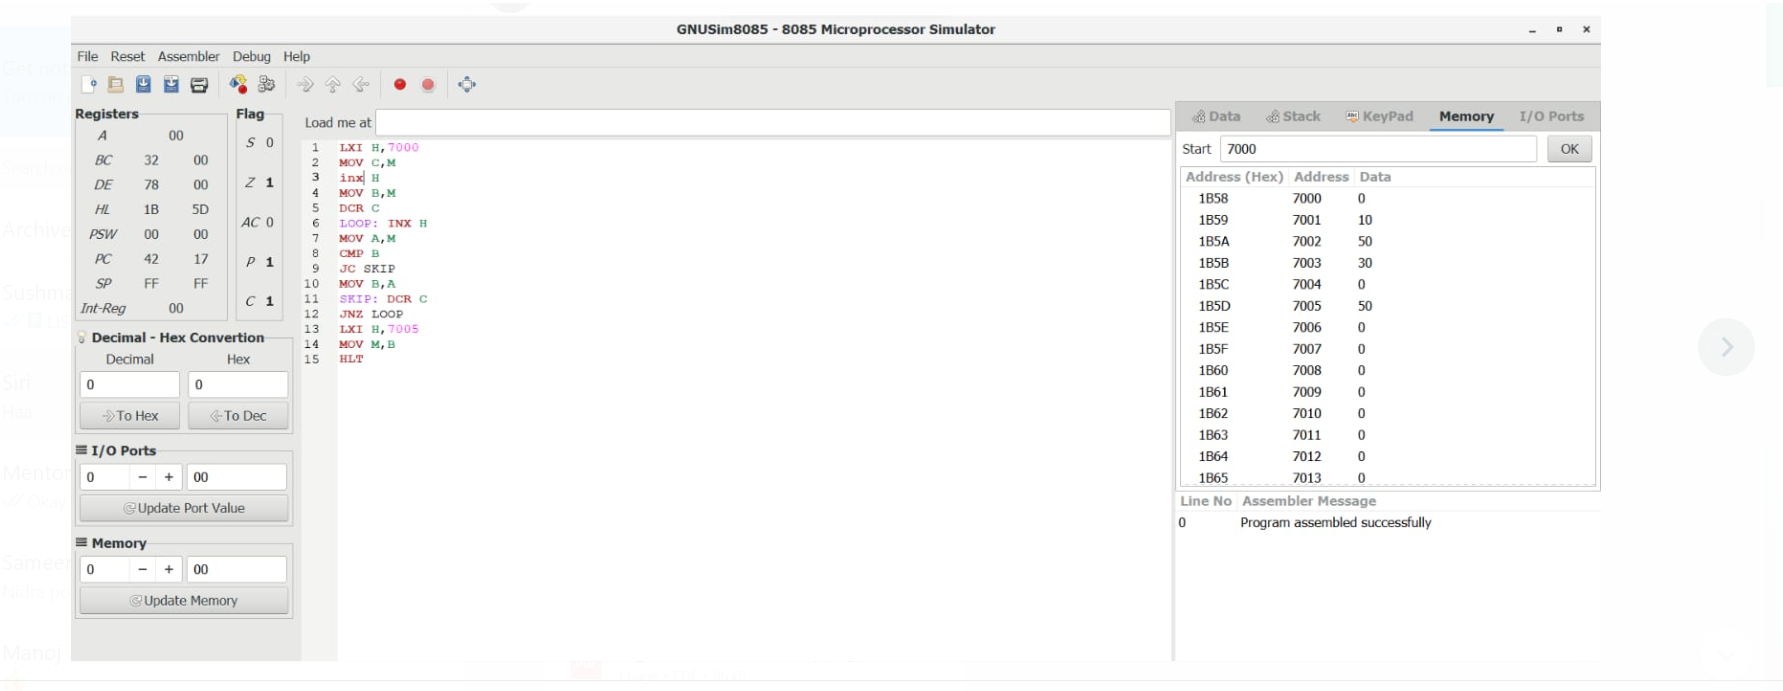 GNUSim8085 - 8085 Microprocessor Simulator
File Reset Assembler Debug Help
Registers
A 00
BC 32 00
DE 78 00
HL 1B 5D
PSW 00 00
PC 42 17
SP FF FF
Int-Reg 00
Flag
S 0
Z 1
AC 0
P 1
C 1
Decimal - Hex Convertion
Decimal Hex
0 0
To Hex To Dec
I/O Ports
0 - + 00
Update Port Value
Memory
0 - + 00
Update Memory
Load me at
1 LXI H,7000
2 MOV C,M
3 inx H
4 MOV B,M
5 DCR C
6 LOOP: INX H
7 MOV A,M
8 CMP B
9 JC SKIP
10 MOV B,A
11 SKIP: DCR C
12 JNZ LOOP
13 LXI H,7005
14 MOV M,B
15 HLT
Data Stack KeyPad Memory I/O Ports
Start 7000 OK
Address (Hex) Address Data
1B58 7000 0
1B59 7001 10
1B5A 7002 50
1B5B 7003 30
1B5C 7004 0
1B5D 7005 50
1B5E 7006 0
1B5F 7007 0
1B60 7008 0
1B61 7009 0
1B62 7010 0
1B63 7011 0
1B64 7012 0
1B65 7013 0
Line No Assembler Message
0 Program assembled successfully
Archive
Sushma
Siri
Haa
Mentor
Okay
Sameer
Manoj